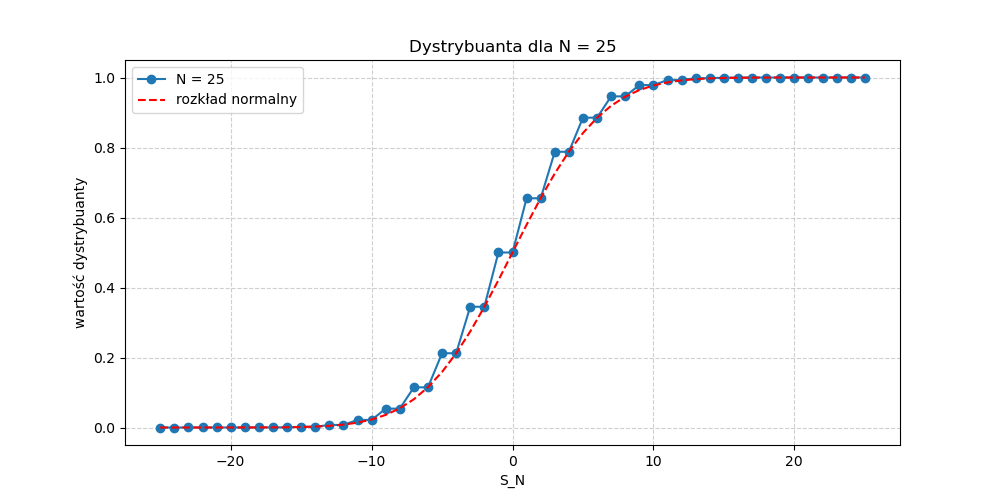 Dystrybuanta dla N = 25
N = 25
rozkład normalny
wartość dystrybuanty
1.0
0.8
0.6
0.4
0.2
0.0
−20
−10
0
10
20
S_N